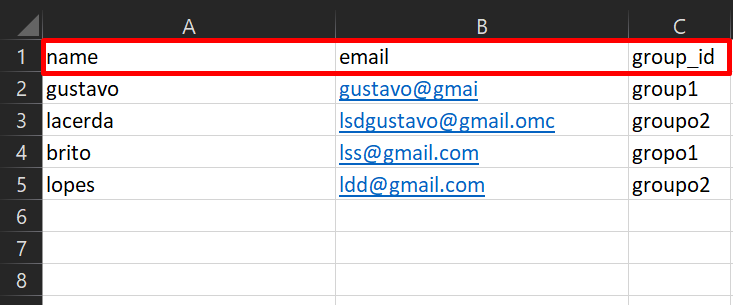 A B C
1 name email group_id
2 gustavo gustavo@gmai group1
3 lacerda lsdgustavo@gmail.omc groupo2
4 brito lss@gmail.com gropo1
5 lopes ldd@gmail.com groupo2
6
7
8